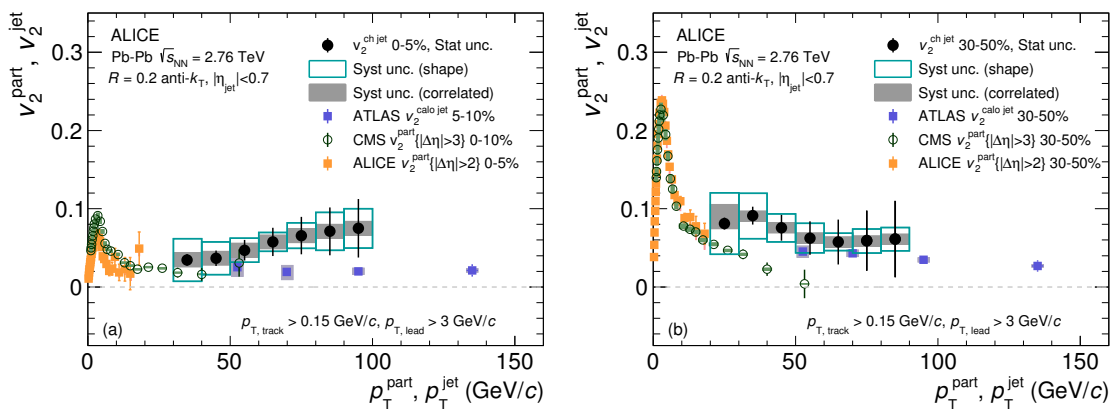 ALICE
Pb-Pb √sNN = 2.76 TeV
R = 0.2 anti-kT, |ηjet|<0.7
v2ch jet 0-5%, Stat unc.
Syst unc. (shape)
Syst unc. (correlated)
ATLAS v2calo jet 5-10%
CMS v2part{|Δη|>3} 0-10%
ALICE v2part{|Δη|>2} 0-5%
v2part, v2jet
0.3
0.2
0.1
0
(a)
pT, track > 0.15 GeV/c, pT, lead > 3 GeV/c
0 50 100 150
pTpart, pTjet (GeV/c)
ALICE
Pb-Pb √sNN = 2.76 TeV
R = 0.2 anti-kT, |ηjet|<0.7
v2ch jet 30-50%, Stat unc.
Syst unc. (shape)
Syst unc. (correlated)
ATLAS v2calo jet 30-50%
CMS v2part{|Δη|>3} 30-50%
ALICE v2part{|Δη|>2} 30-50%
v2part, v2jet
0.3
0.2
0.1
0
(b)
pT, track > 0.15 GeV/c, pT, lead > 3 GeV/c
0 50 100 150
pTpart, pTjet (GeV/c)